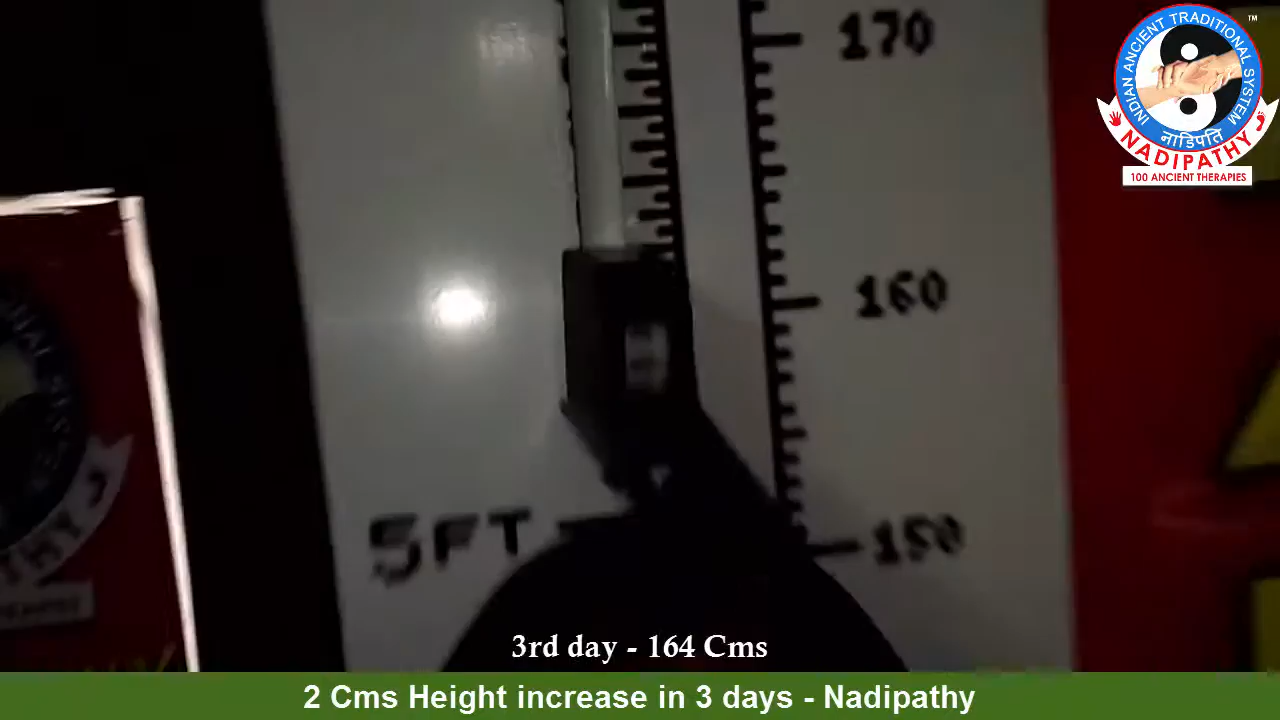 170
160
150
5FT
INDIAN ANCIENT TRADITIONAL SYSTEM
नाडिपति
NADIPATHY
™
100 ANCIENT THERAPIES
3rd day - 164 Cms
2 Cms Height increase in 3 days - Nadipathy